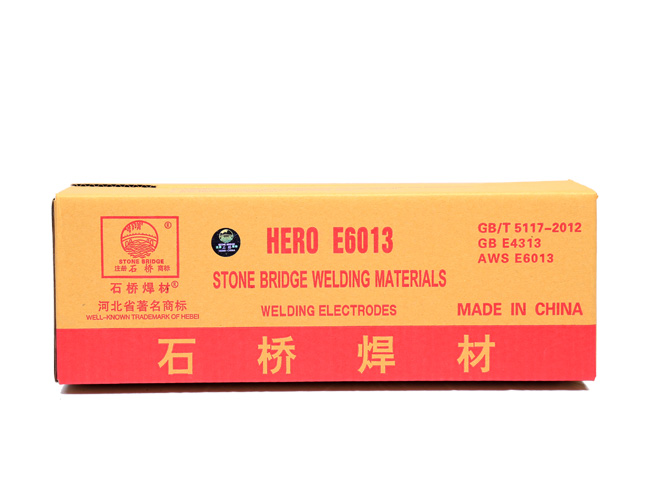 STONE BRIDGE
注册 石桥 商标
®
石桥焊材®
河北省著名商标
WELL-KNOWN TRADEMARK OF HEBEI
HERO E6013
STONE BRIDGE WELDING MATERIALS
WELDING ELECTRODES
GB/T 5117-2012
GB E4313
AWS E6013
MADE IN CHINA
石桥焊材